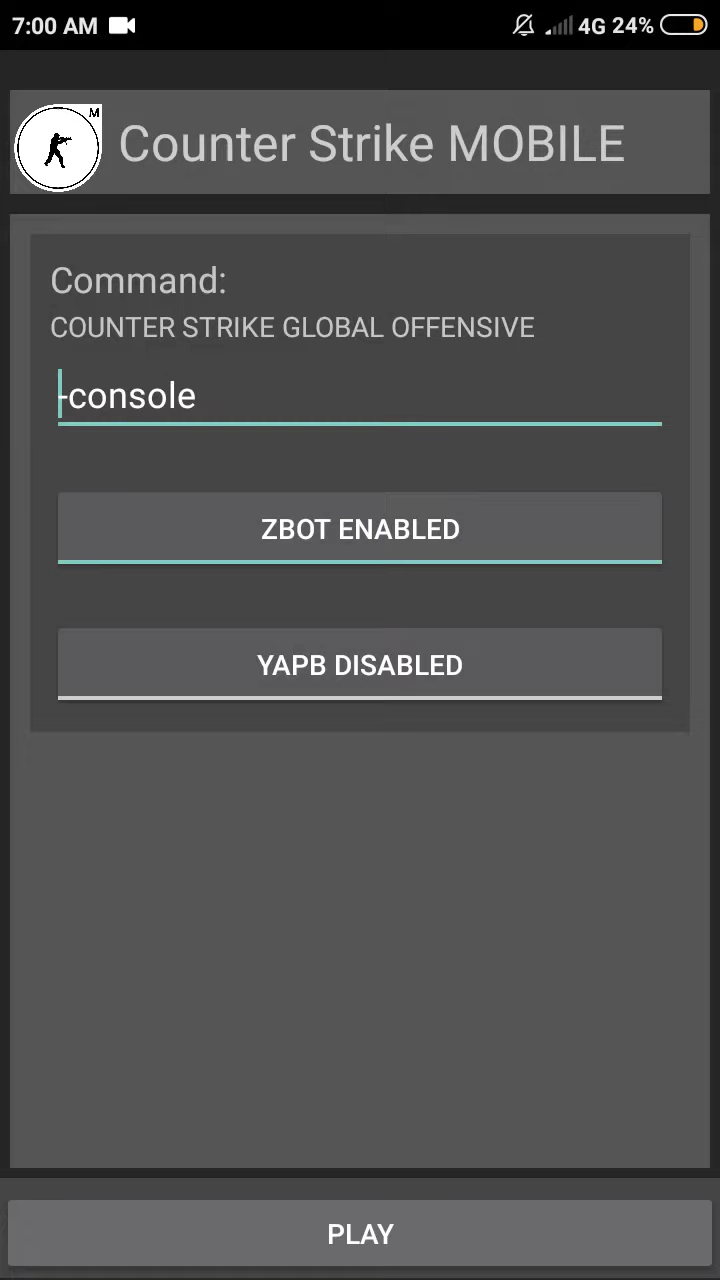 7:00 AM 4G 24%
M
Counter Strike MOBILE
Command:
COUNTER STRIKE GLOBAL OFFENSIVE
-console
ZBOT ENABLED
YAPB DISABLED
PLAY